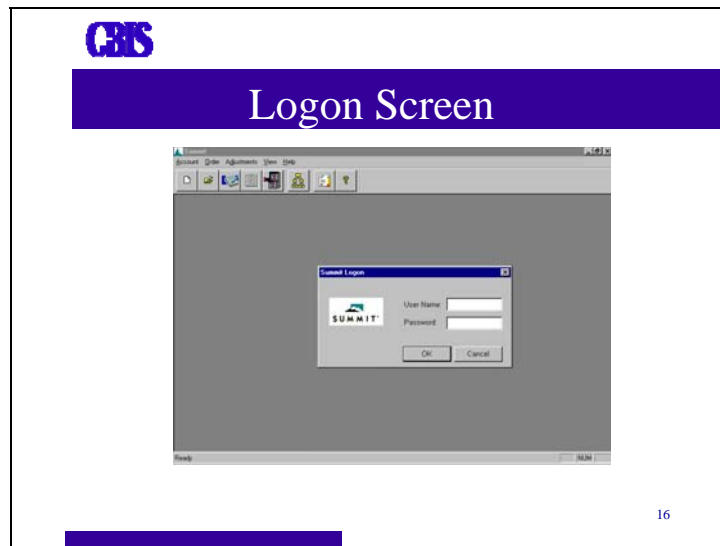 CBIS
Logon Screen
Summit
Account Order Adjustments View Help
Summit Logon
SUMMIT
User Name:
Password:
OK Cancel
Ready NUM
16